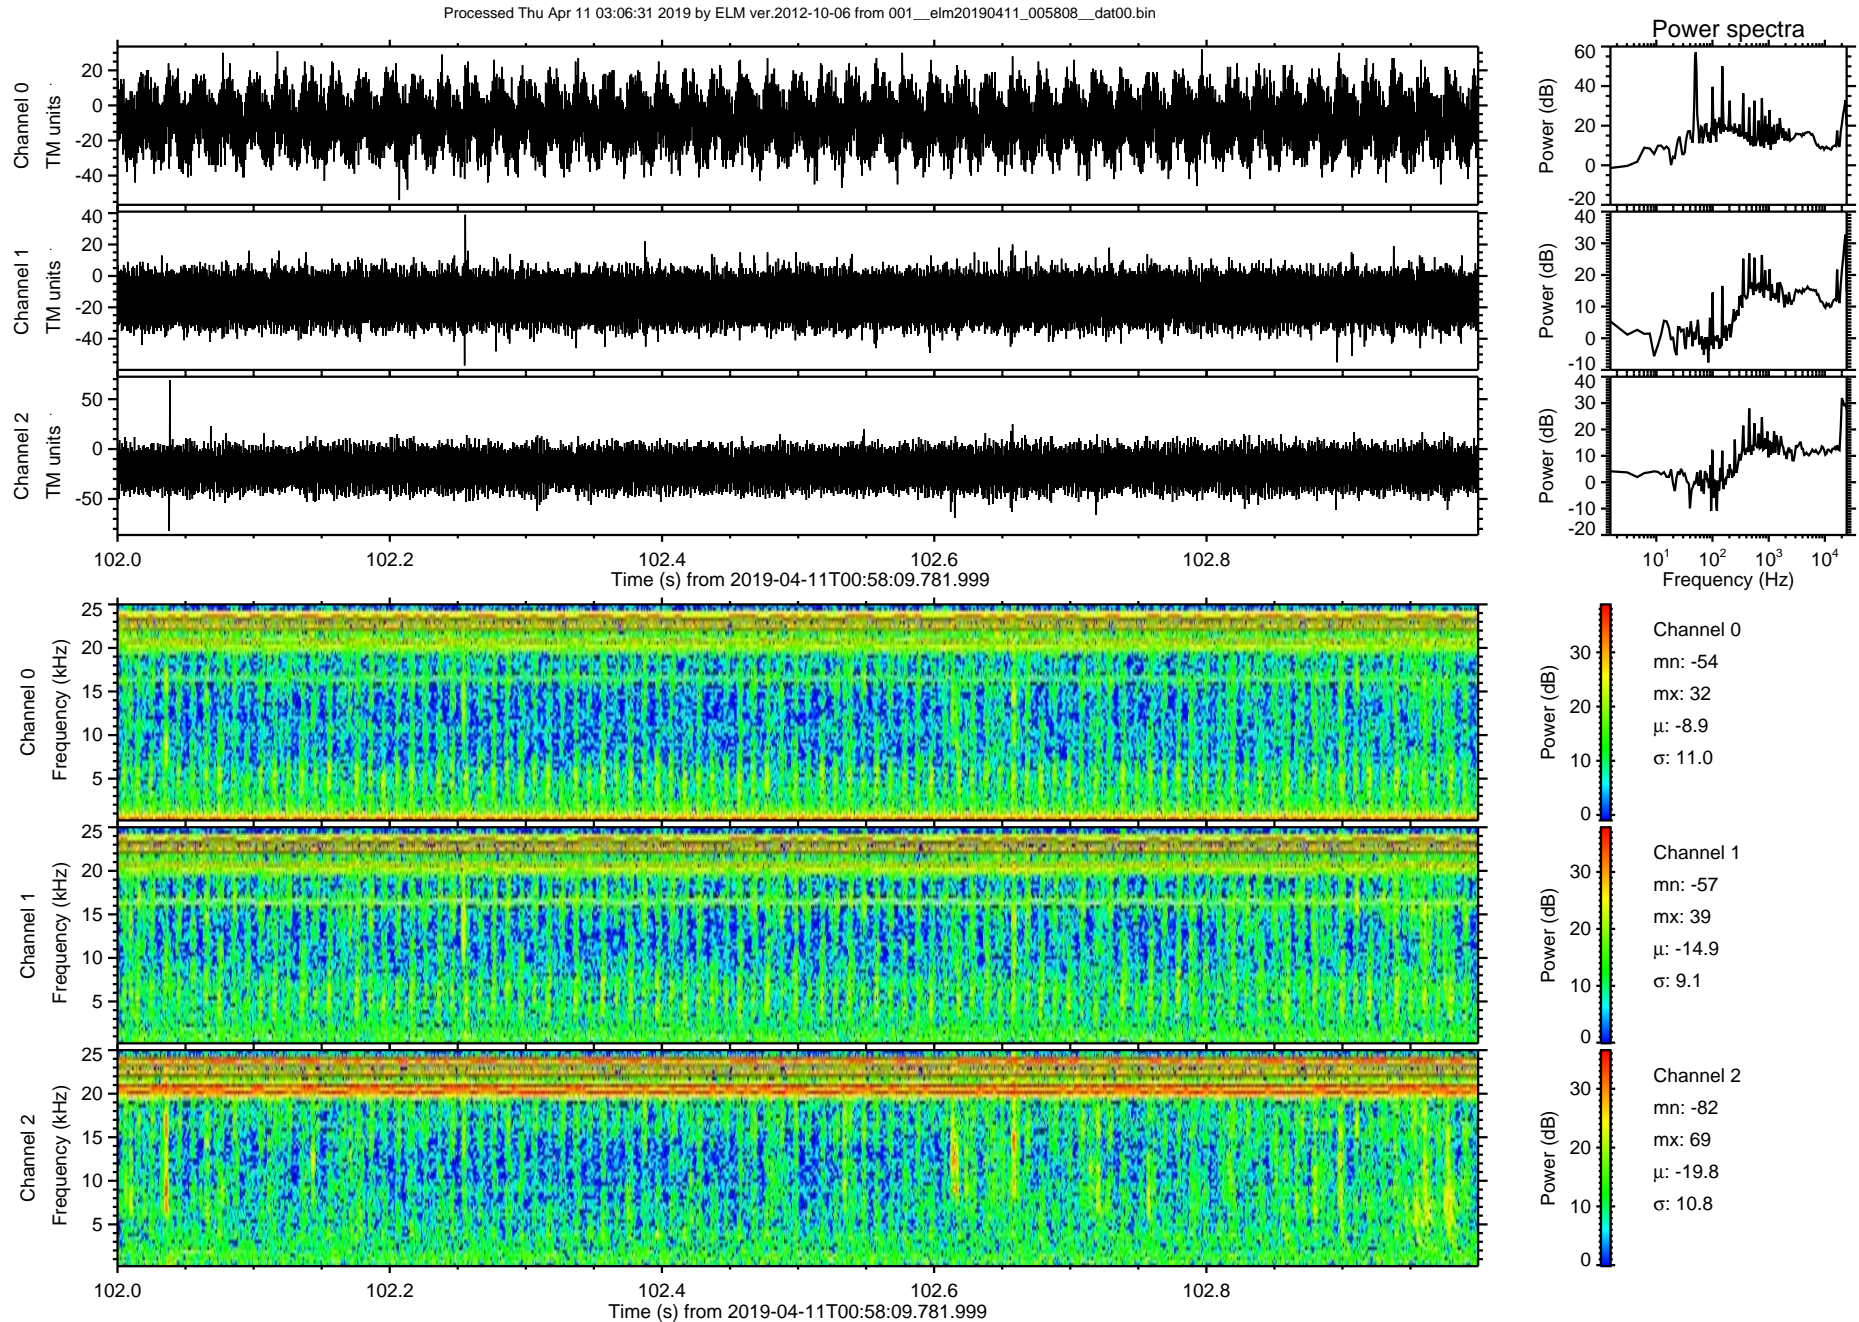 Processed Thu Apr 11 03:06:31 2019 by ELM ver.2012-10-06 from 001__elm20190411_005808__dat00.bin
Power spectra
Channel 0
TM units
20
0
-20
-40
Power (dB)
60
40
20
0
-20
Channel 1
TM units
40
20
0
-20
-40
Power (dB)
40
30
20
10
0
-10
Channel 2
TM units
50
0
-50
Power (dB)
40
30
20
10
0
-10
-20
102.0 102.2 102.4 102.6 102.8
Time (s) from 2019-04-11T00:58:09.781.999
10¹ 10² 10³ 10⁴
Frequency (Hz)
Channel 0
Frequency (kHz)
25
20
15
10
5
Power (dB)
30
20
10
0
Channel 0
mn: -54
mx: 32
μ: -8.9
σ: 11.0
Channel 1
Frequency (kHz)
25
20
15
10
5
Power (dB)
30
20
10
0
Channel 1
mn: -57
mx: 39
μ: -14.9
σ: 9.1
Channel 2
Frequency (kHz)
25
20
15
10
5
Power (dB)
30
20
10
0
Channel 2
mn: -82
mx: 69
μ: -19.8
σ: 10.8
102.0 102.2 102.4 102.6 102.8
Time (s) from 2019-04-11T00:58:09.781.999